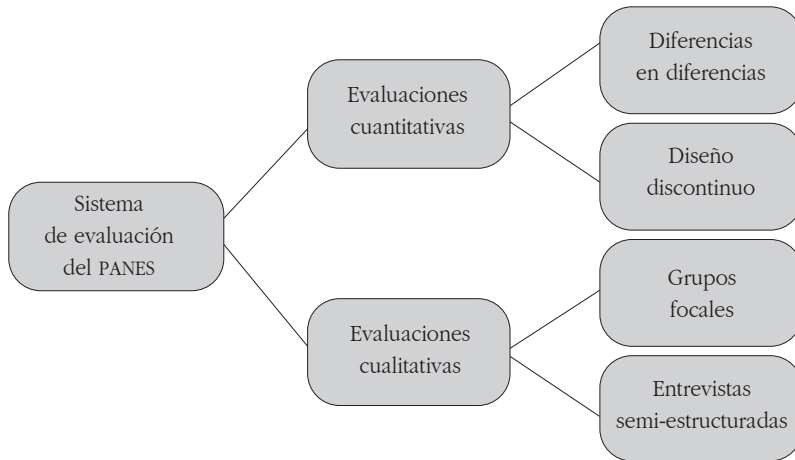 Sistema
de evaluación
del PANES
Evaluaciones
cuantitativas
Diferencias
en diferencias
Diseño
discontinuo
Evaluaciones
cualitativas
Grupos
focales
Entrevistas
semi-estructuradas